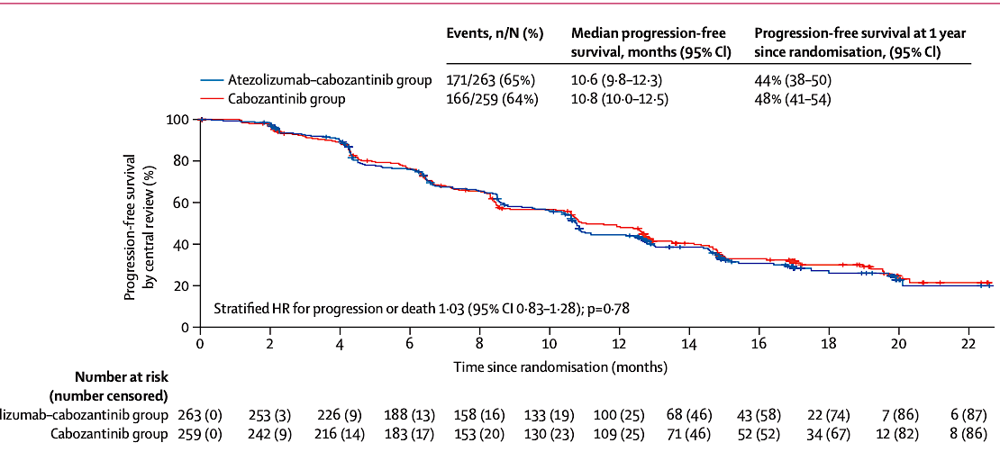 Events, n/N (%) Median progression-free survival, months (95% CI) Progression-free survival at 1 year since randomisation, (95% CI)
Atezolizumab–cabozantinib group 171/263 (65%) 10·6 (9·8–12·3) 44% (38–50)
Cabozantinib group 166/259 (64%) 10·8 (10·0–12·5) 48% (41–54)
Progression-free survival
by central review (%)
100
80
60
40
20
0
Stratified HR for progression or death 1·03 (95% CI 0·83–1·28); p=0·78
0 2 4 6 8 10 12 14 16 18 20 22
Time since randomisation (months)
Number at risk
(number censored)
lizumab–cabozantinib group 263 (0) 253 (3) 226 (9) 188 (13) 158 (16) 133 (19) 100 (25) 68 (46) 43 (58) 22 (74) 7 (86) 6 (87)
Cabozantinib group 259 (0) 242 (9) 216 (14) 183 (17) 153 (20) 130 (23) 109 (25) 71 (46) 52 (52) 34 (67) 12 (82) 8 (86)